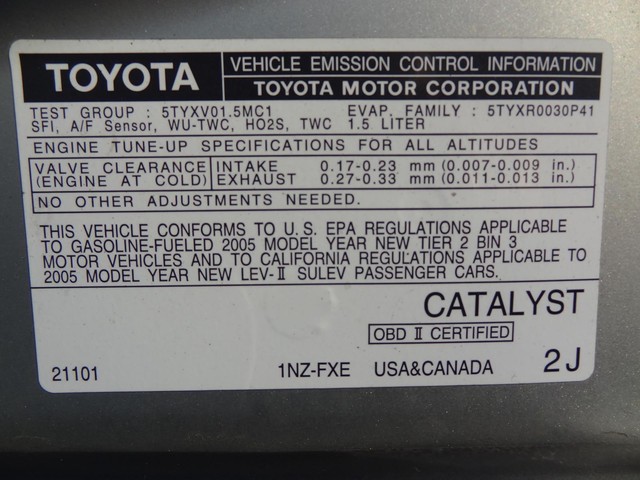 TOYOTA
VEHICLE EMISSION CONTROL INFORMATION
TOYOTA MOTOR CORPORATION
TEST GROUP : 5TYXV01.5MC1 EVAP. FAMILY : 5TYXR0030P41
SFI, A/F Sensor, WU-TWC, HO2S, TWC 1.5 LITER
ENGINE TUNE-UP SPECIFICATIONS FOR ALL ALTITUDES
VALVE CLEARANCE INTAKE 0.17-0.23 mm (0.007-0.009 in.)
(ENGINE AT COLD) EXHAUST 0.27-0.33 mm (0.011-0.013 in.)
NO OTHER ADJUSTMENTS NEEDED.
THIS VEHICLE CONFORMS TO U.S. EPA REGULATIONS APPLICABLE
TO GASOLINE-FUELED 2005 MODEL YEAR NEW TIER 2 BIN 3
MOTOR VEHICLES AND TO CALIFORNIA REGULATIONS APPLICABLE TO
2005 MODEL YEAR NEW LEV-II SULEV PASSENGER CARS.
CATALYST
OBD II CERTIFIED
21101 1NZ-FXE USA&CANADA 2J